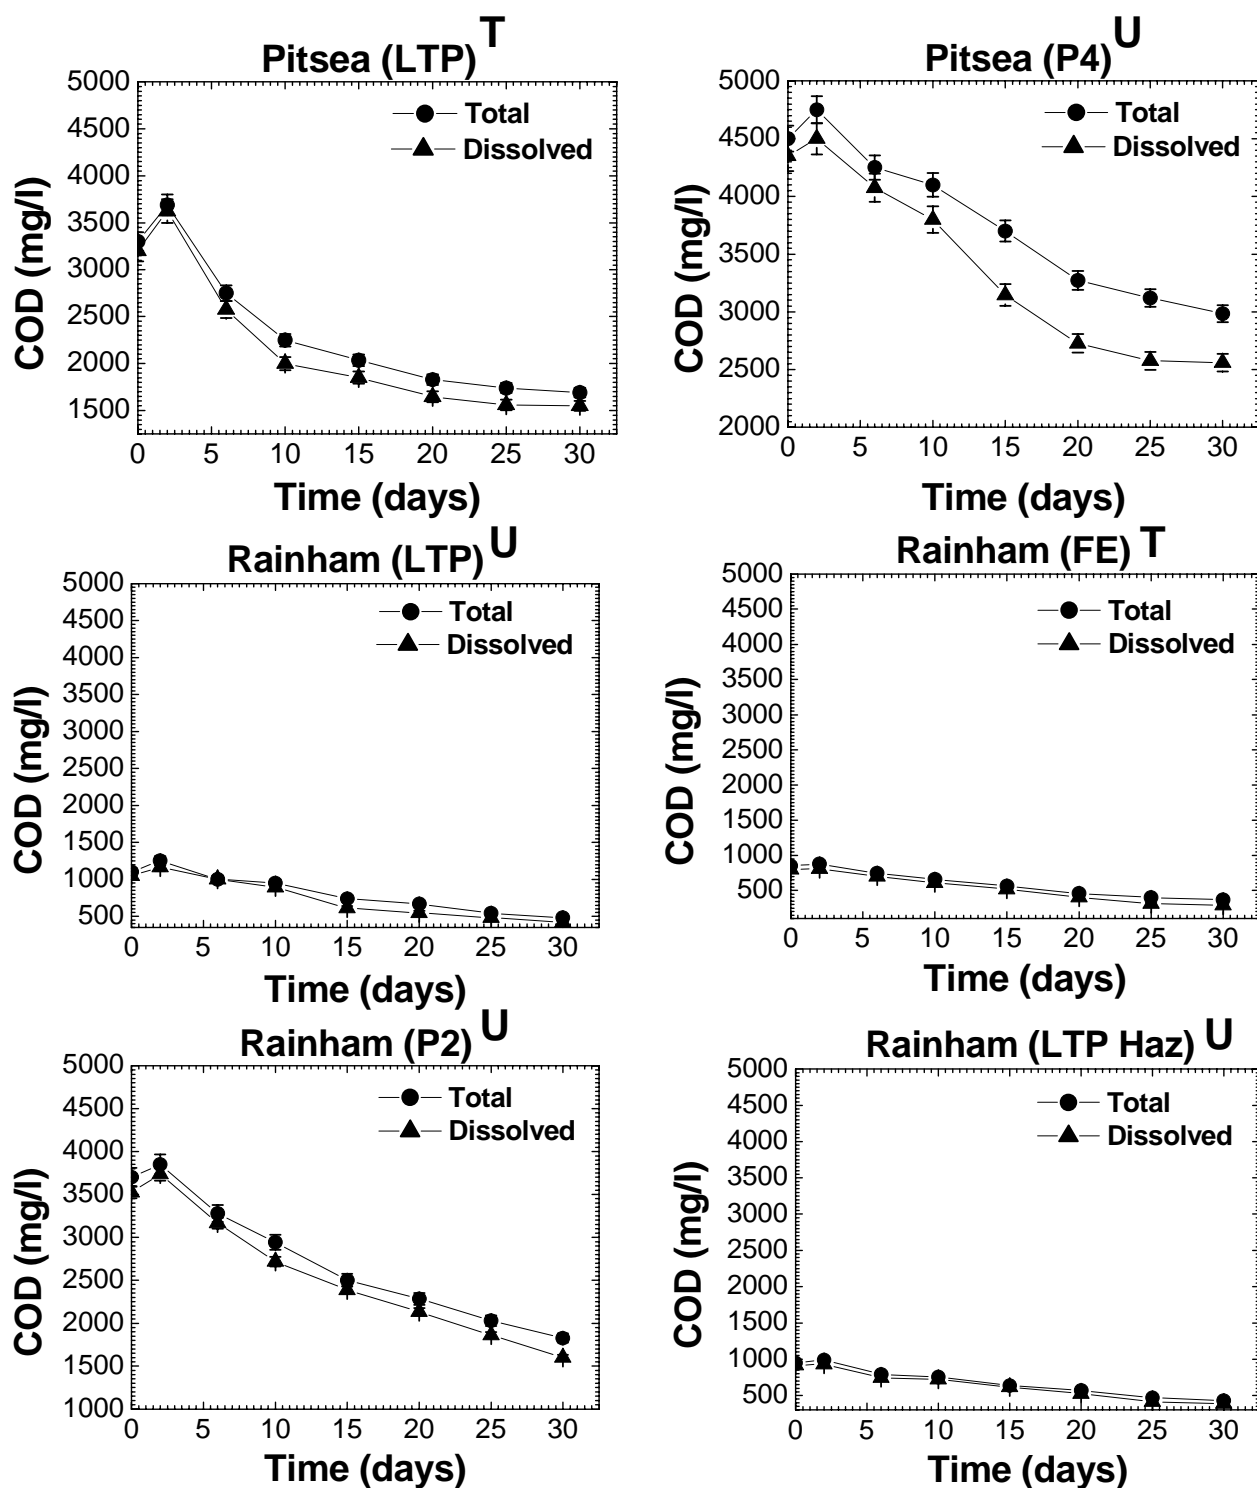 Pitsea (LTP) T
5000
4500
4000
3500
3000
2500
2000
1500
COD (mg/l)
Total
Dissolved
0 5 10 15 20 25 30
Time (days)
Pitsea (P4) U
5000
4500
4000
3500
3000
2500
2000
COD (mg/l)
Total
Dissolved
0 5 10 15 20 25 30
Time (days)
Rainham (LTP) U
5000
4500
4000
3500
3000
2500
2000
1500
1000
500
COD (mg/l)
Total
Dissolved
0 5 10 15 20 25 30
Time (days)
Rainham (FE) T
5000
4500
4000
3500
3000
2500
2000
1500
1000
500
COD (mg/l)
Total
Dissolved
0 5 10 15 20 25 30
Time (days)
Rainham (P2) U
5000
4500
4000
3500
3000
2500
2000
1500
1000
COD (mg/l)
Total
Dissolved
0 5 10 15 20 25 30
Time (days)
Rainham (LTP Haz) U
5000
4500
4000
3500
3000
2500
2000
1500
1000
500
COD (mg/l)
Total
Dissolved
0 5 10 15 20 25 30
Time (days)